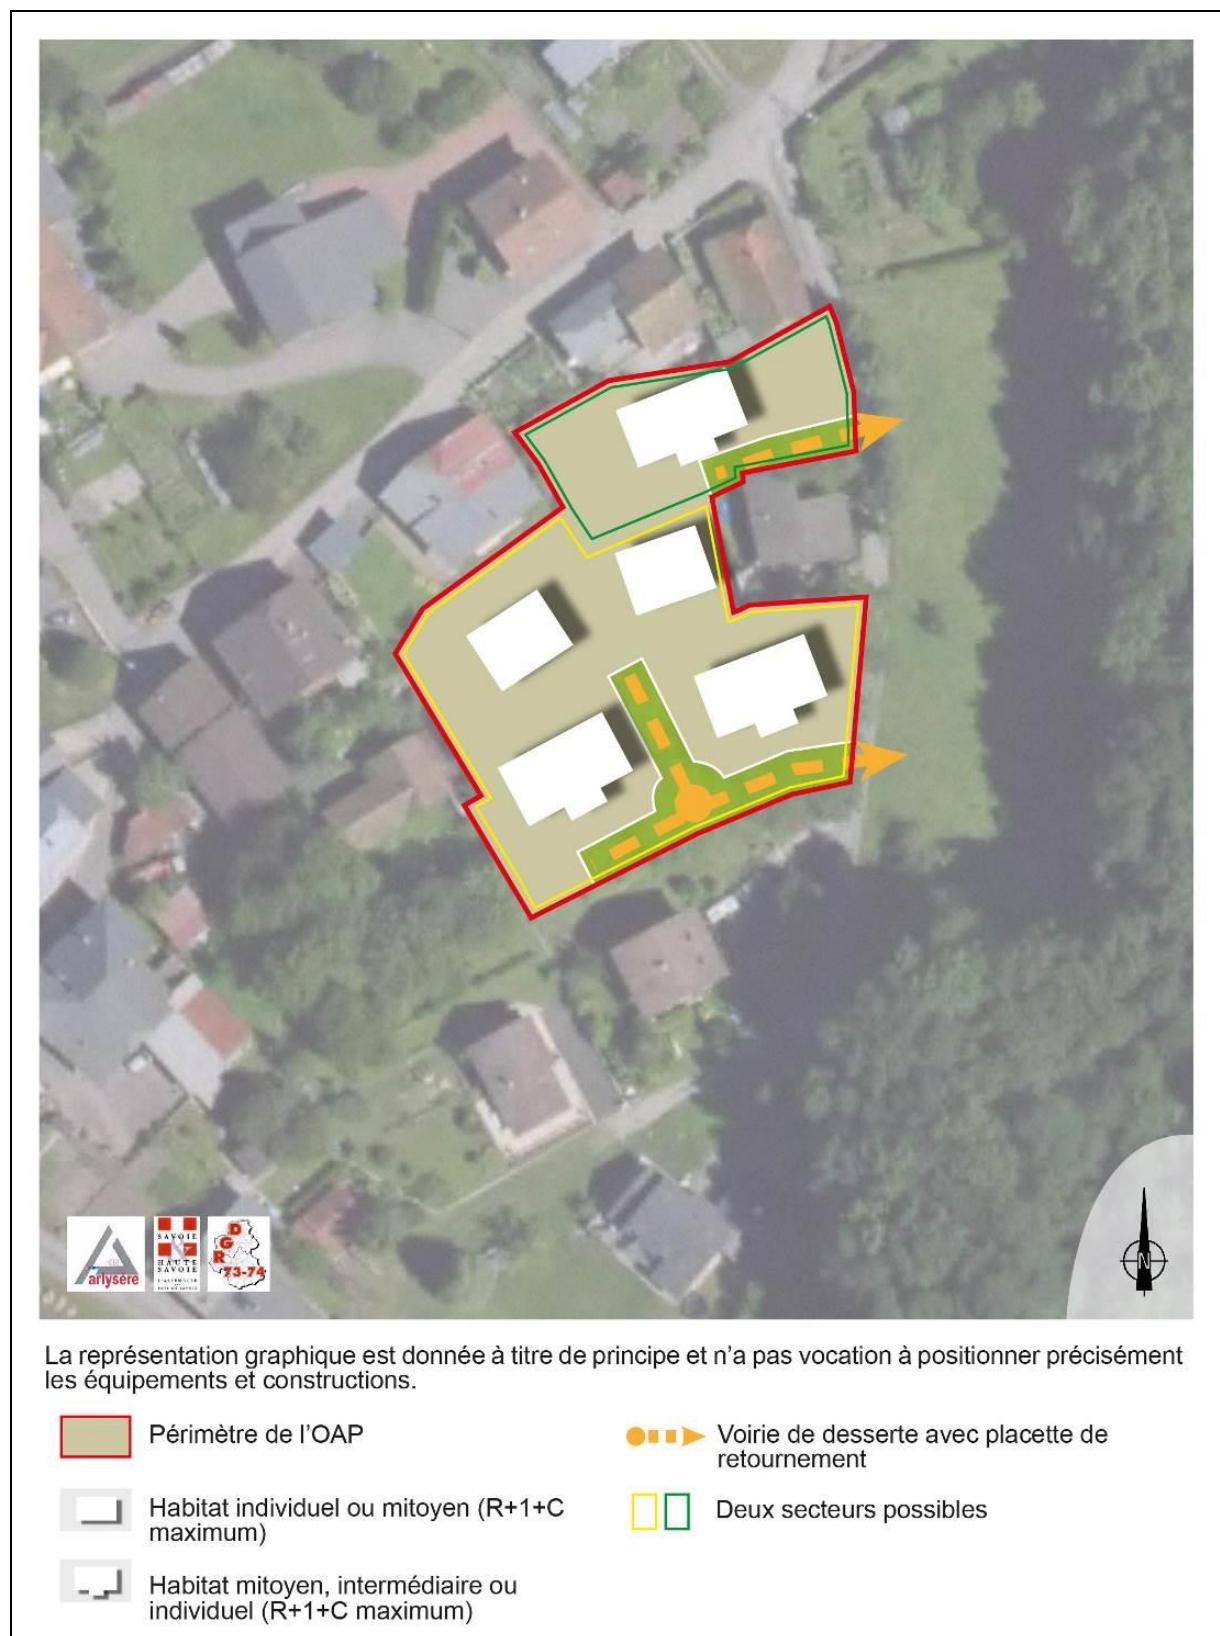 arlysère
SAVOIE
HAUTE
SAVOIE
D
G
R
73-74
N
La représentation graphique est donnée à titre de principe et n'a pas vocation à positionner précisément
les équipements et constructions.
Périmètre de l'OAP
Habitat individuel ou mitoyen (R+1+C
maximum)
Habitat mitoyen, intermédiaire ou
individuel (R+1+C maximum)
Voirie de desserte avec placette de
retournement
Deux secteurs possibles